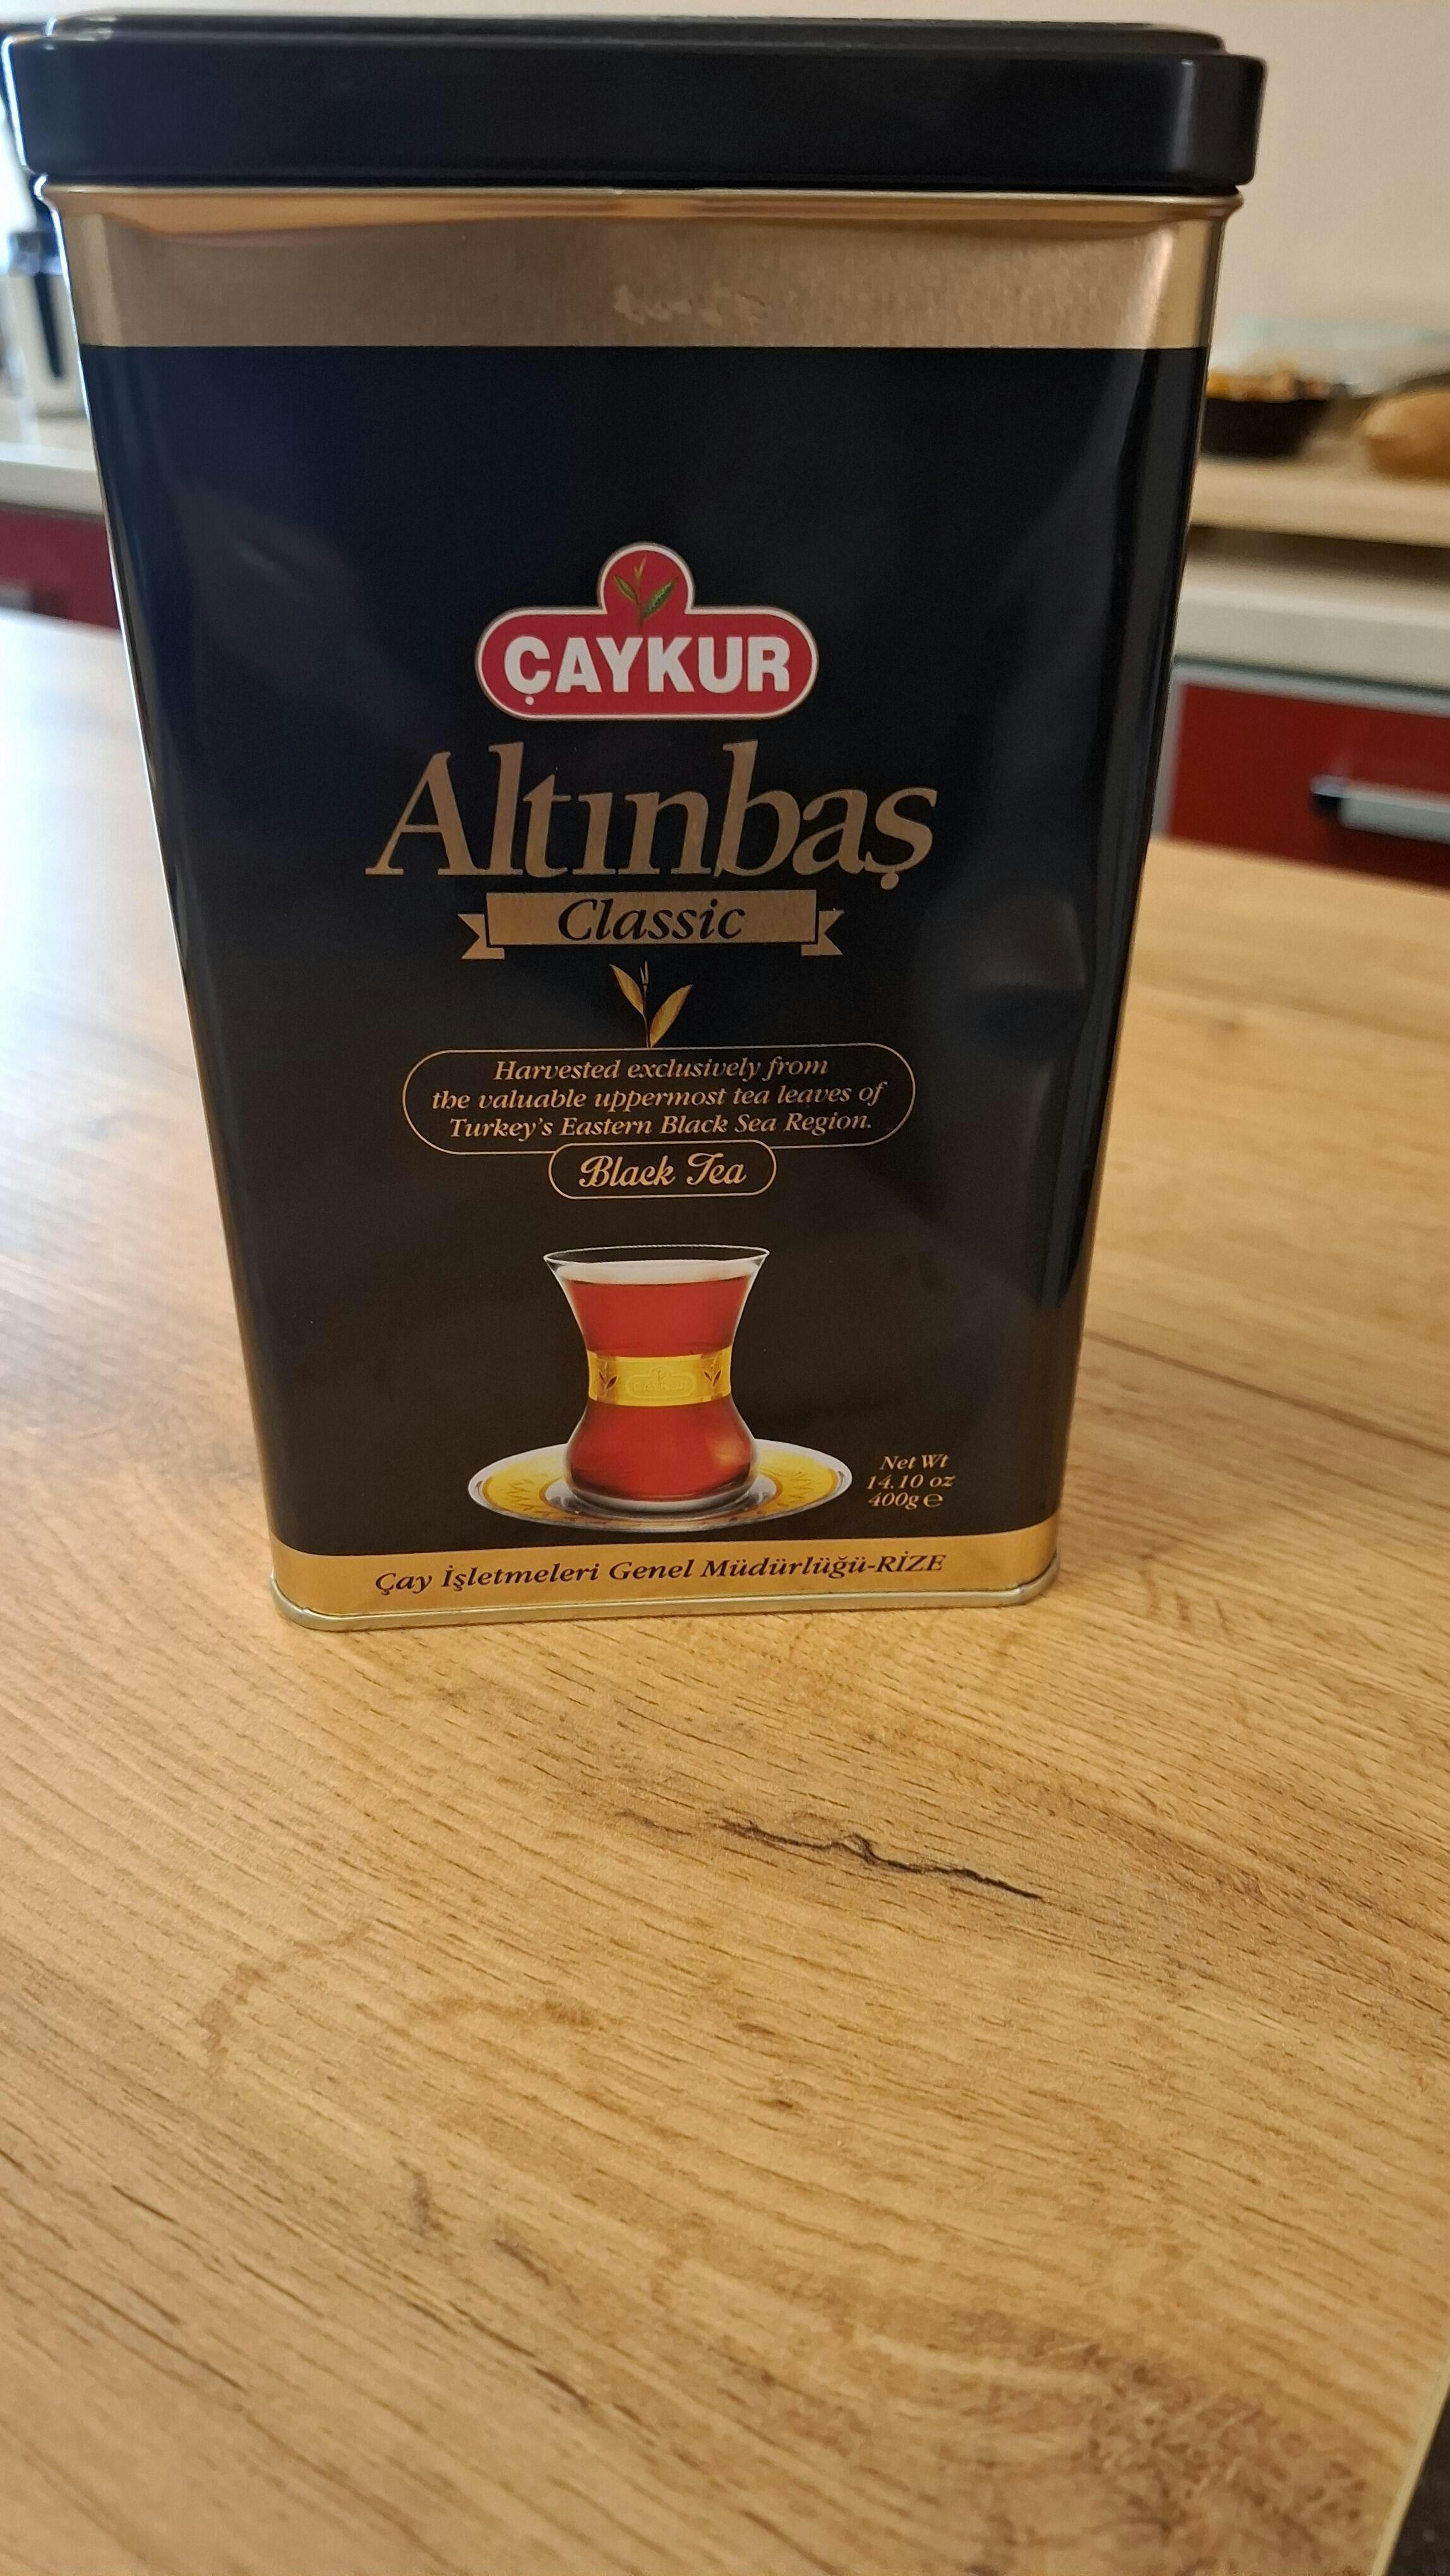 ÇAYKUR
Altınbaş
Classic
Harvested exclusively from
the valuable uppermost tea leaves of
Turkey's Eastern Black Sea Region.
Black Tea
Net Wt
14.10 oz
400g ℮
Çay İşletmeleri Genel Müdürlüğü-RİZE